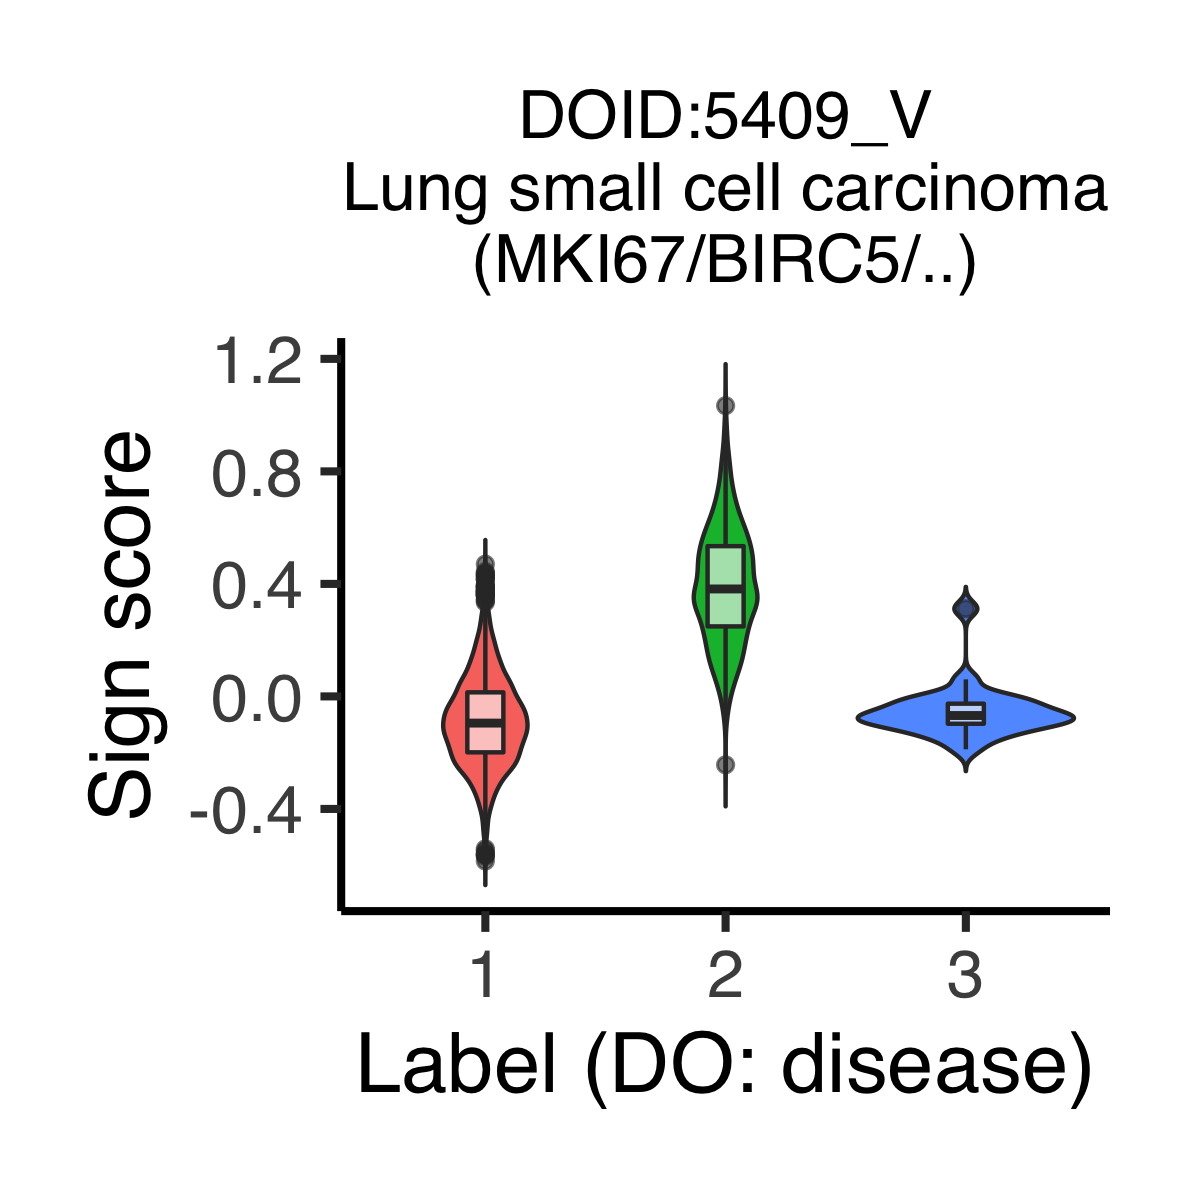 DOID:5409_V
Lung small cell carcinoma
(MKI67/BIRC5/..)
Sign score
1.2
0.8
0.4
0.0
-0.4
1 2 3
Label (DO: disease)